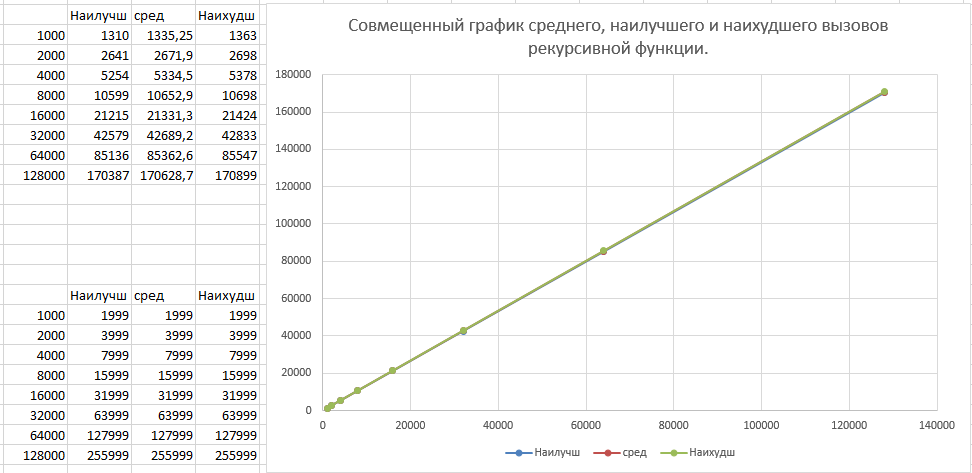 Наилучш сред Наихудш
1000 1310 1335,25 1363
2000 2641 2671,9 2698
4000 5254 5334,5 5378
8000 10599 10652,9 10698
16000 21215 21331,3 21424
32000 42579 42689,2 42833
64000 85136 85362,6 85547
128000 170387 170628,7 170899
Наилучш сред Наихудш
1000 1999 1999 1999
2000 3999 3999 3999
4000 7999 7999 7999
8000 15999 15999 15999
16000 31999 31999 31999
32000 63999 63999 63999
64000 127999 127999 127999
128000 255999 255999 255999
Совмещенный график среднего, наилучшего и наихудшего вызовов
рекурсивной функции.
180000
160000
140000
120000
100000
80000
60000
40000
20000
0
0 20000 40000 60000 80000 100000 120000 140000
Наилучш сред Наихудш